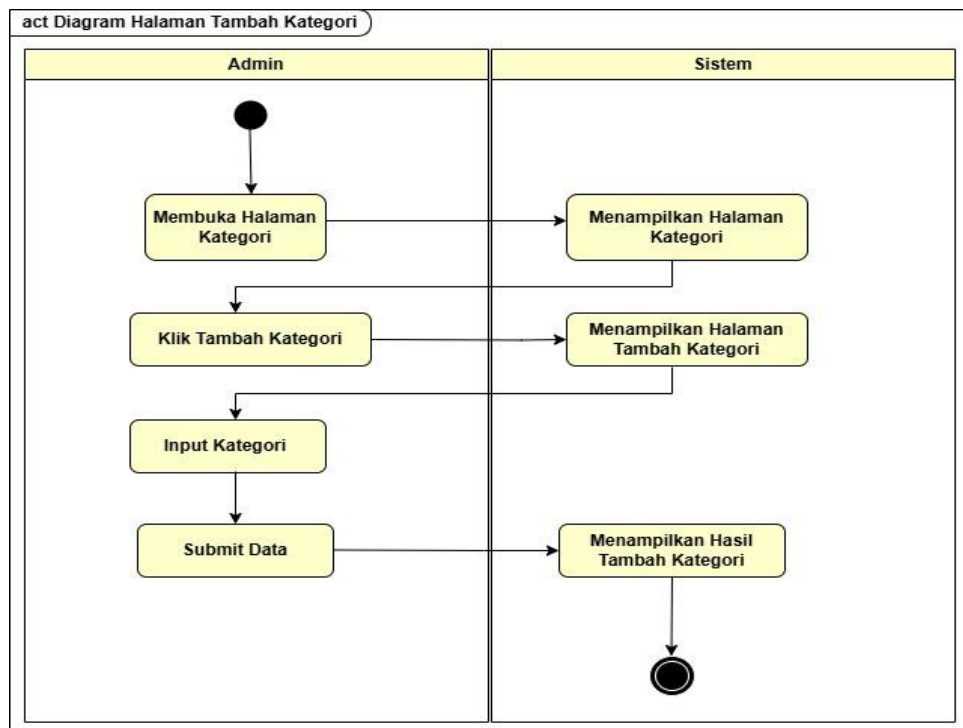 act Diagram Halaman Tambah Kategori
Admin
Sistem
Membuka Halaman
Kategori
Menampilkan Halaman
Kategori
Klik Tambah Kategori
Menampilkan Halaman
Tambah Kategori
Input Kategori
Submit Data
Menampilkan Hasil
Tambah Kategori